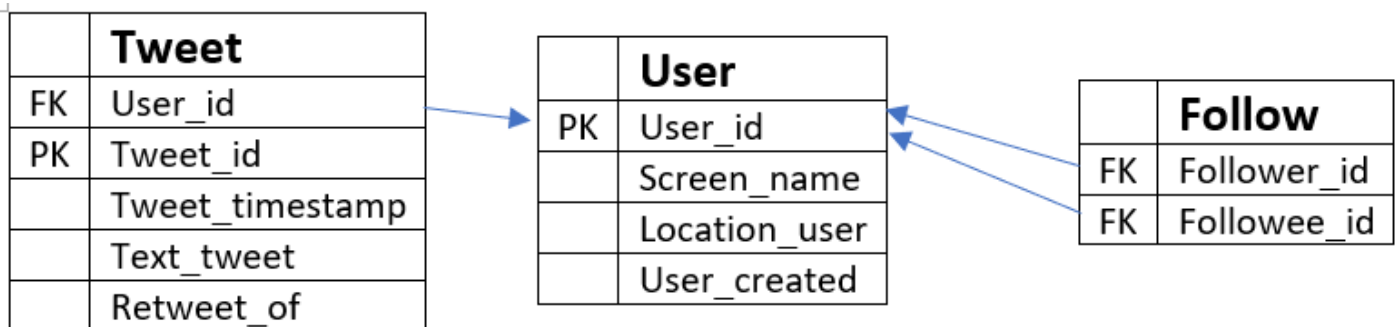 Tweet
FK User_id
PK Tweet_id
Tweet_timestamp
Text_tweet
Retweet_of
User
PK User_id
Screen_name
Location_user
User_created
Follow
FK Follower_id
FK Followee_id